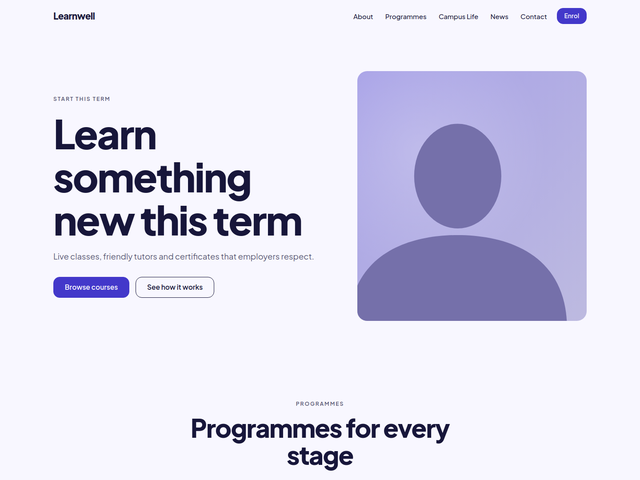 Learnwell
About Programmes Campus Life News Contact Enrol
START THIS TERM
Learn
something
new this term
Live classes, friendly tutors and certificates that employers respect.
Browse courses See how it works
PROGRAMMES
Programmes for every
stage